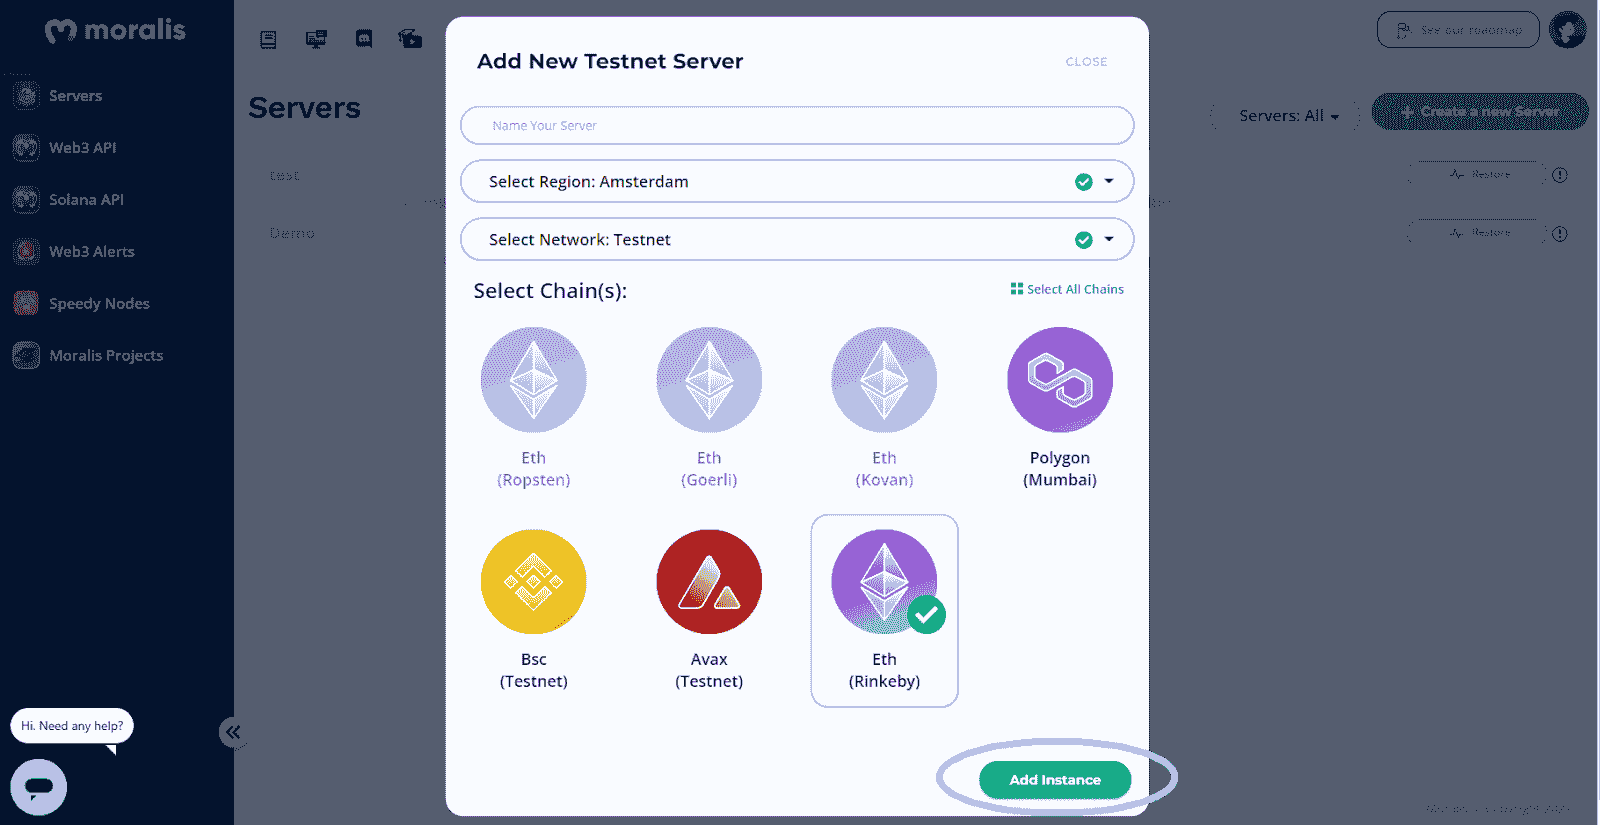 moralis
See our roadmap
Servers
Web3 API
Solana API
Web3 Alerts
Speedy Nodes
Moralis Projects
Hi. Need any help?
Servers
Servers: All
+ Create a new Server
test
Restore
Demo
Restore
Add New Testnet Server
CLOSE
Name Your Server
Select Region: Amsterdam
Select Network: Testnet
Select Chain(s):
Select All Chains
Eth
(Ropsten)
Eth
(Goerli)
Eth
(Kovan)
Polygon
(Mumbai)
Bsc
(Testnet)
Avax
(Testnet)
Eth
(Rinkeby)
Add Instance